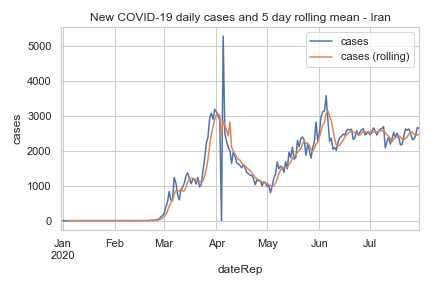 New COVID-19 daily cases and 5 day rolling mean - Iran
cases
cases (rolling)
5000
4000
3000
2000
1000
0
cases
Jan Feb Mar Apr May Jun Jul
2020
dateRep